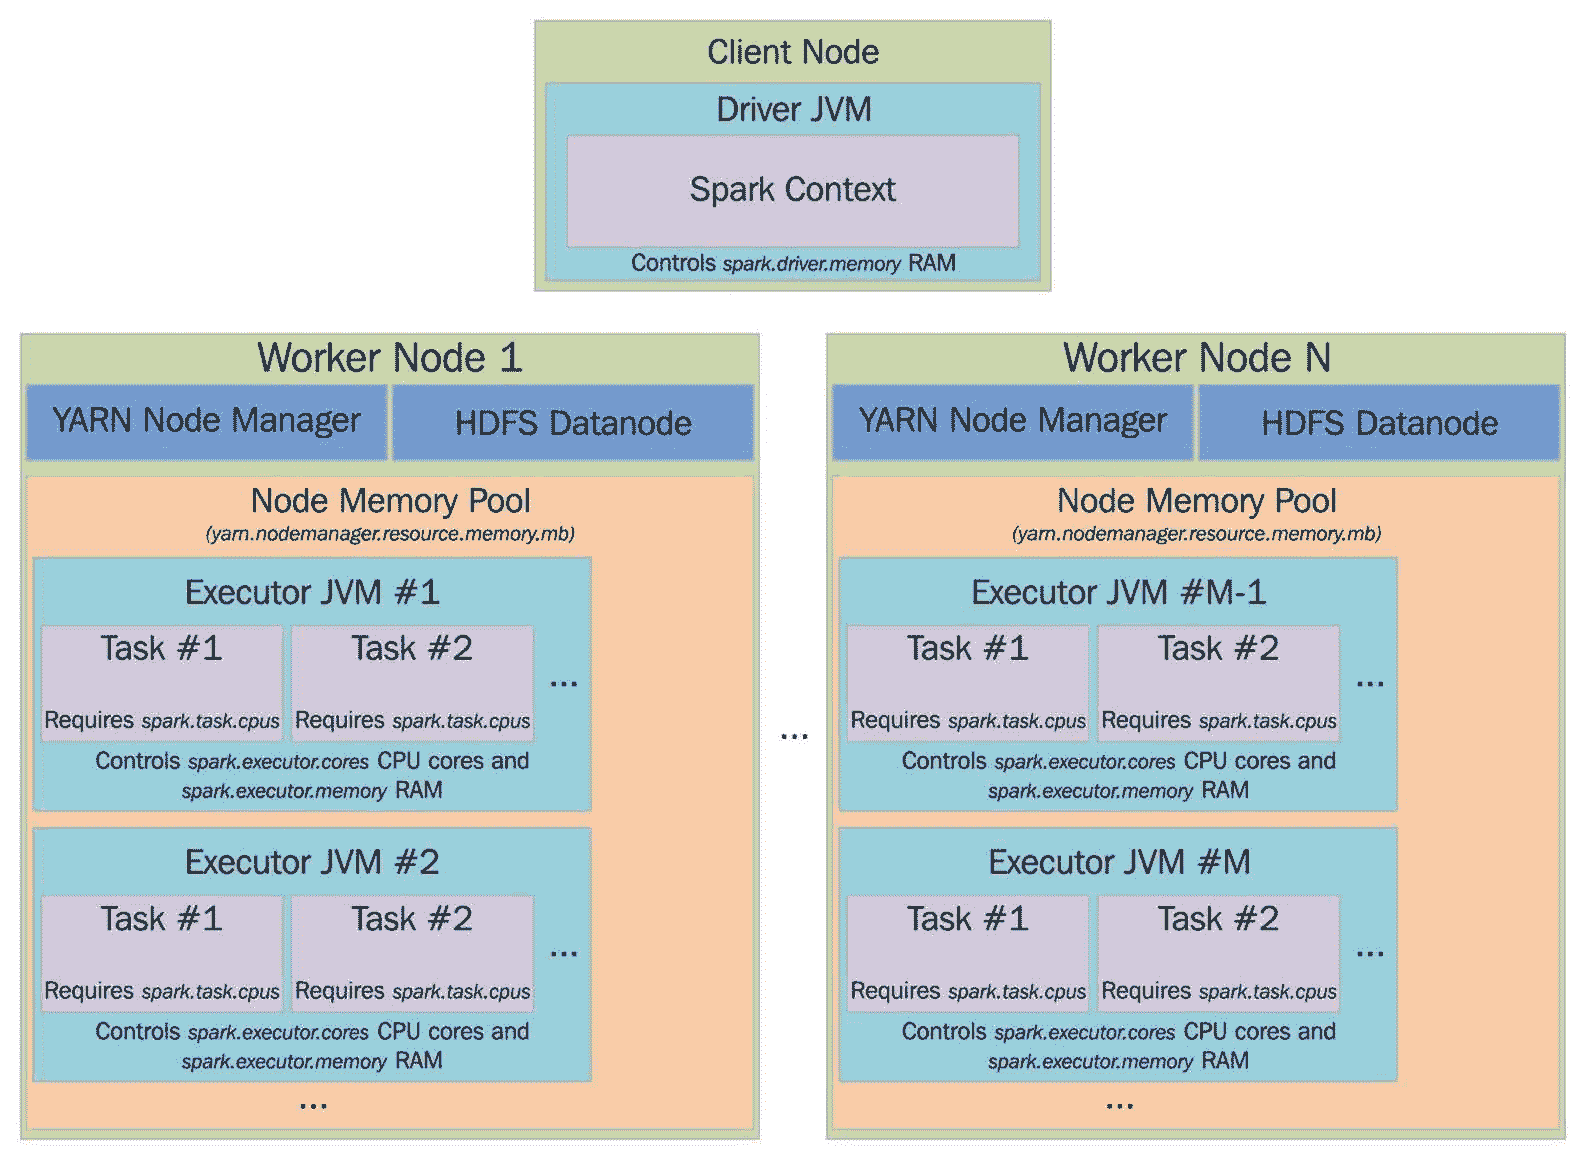 Client Node
Driver JVM
Spark Context
Controls spark.driver.memory RAM
Worker Node 1
YARN Node Manager
HDFS Datanode
Node Memory Pool
(yarn.nodemanager.resource.memory.mb)
Executor JVM #1
Task #1
Requires spark.task.cpus
Task #2
Requires spark.task.cpus
...
Controls spark.executor.cores CPU cores and
spark.executor.memory RAM
Executor JVM #2
Task #1
Requires spark.task.cpus
Task #2
Requires spark.task.cpus
...
Controls spark.executor.cores CPU cores and
spark.executor.memory RAM
...
...
Worker Node N
YARN Node Manager
HDFS Datanode
Node Memory Pool
(yarn.nodemanager.resource.memory.mb)
Executor JVM #M-1
Task #1
Requires spark.task.cpus
Task #2
Requires spark.task.cpus
...
Controls spark.executor.cores CPU cores and
spark.executor.memory RAM
Executor JVM #M
Task #1
Requires spark.task.cpus
Task #2
Requires spark.task.cpus
...
Controls spark.executor.cores CPU cores and
spark.executor.memory RAM
...